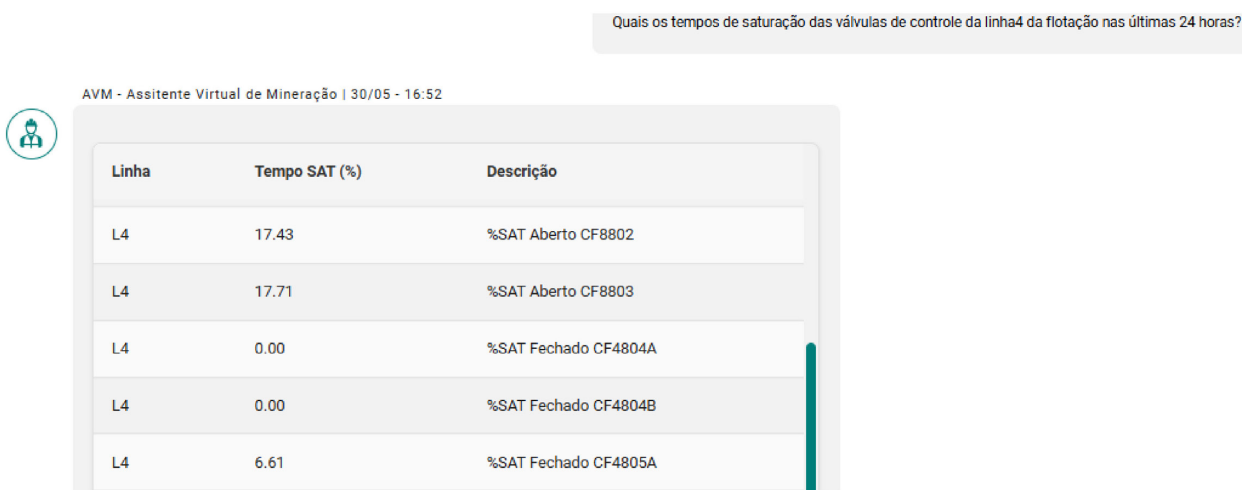 Quais os tempos de saturação das válvulas de controle da linha4 da flotação nas últimas 24 horas?
AVM - Assitente Virtual de Mineração | 30/05 - 16:52
Linha Tempo SAT (%) Descrição
L4 17.43 %SAT Aberto CF8802
L4 17.71 %SAT Aberto CF8803
L4 0.00 %SAT Fechado CF4804A
L4 0.00 %SAT Fechado CF4804B
L4 6.61 %SAT Fechado CF4805A